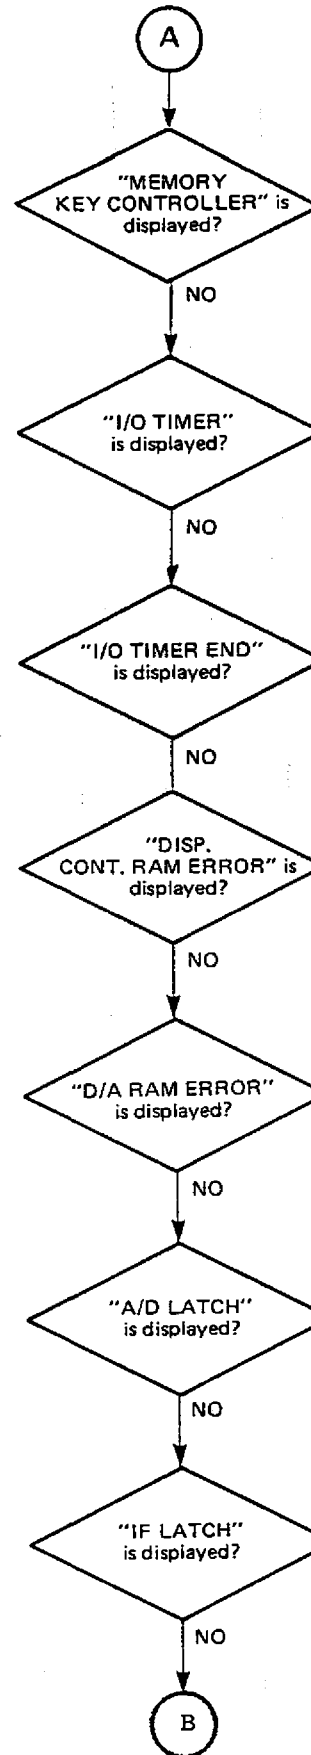 A
"MEMORY
KEY CONTROLLER" is
displayed?
NO
"I/O TIMER"
is displayed?
NO
"I/O TIMER END"
is displayed?
NO
"DISP.
CONT. RAM ERROR" is
displayed?
NO
"D/A RAM ERROR"
is displayed?
NO
"A/D LATCH"
is displayed?
NO
"IF LATCH"
is displayed?
NO
B